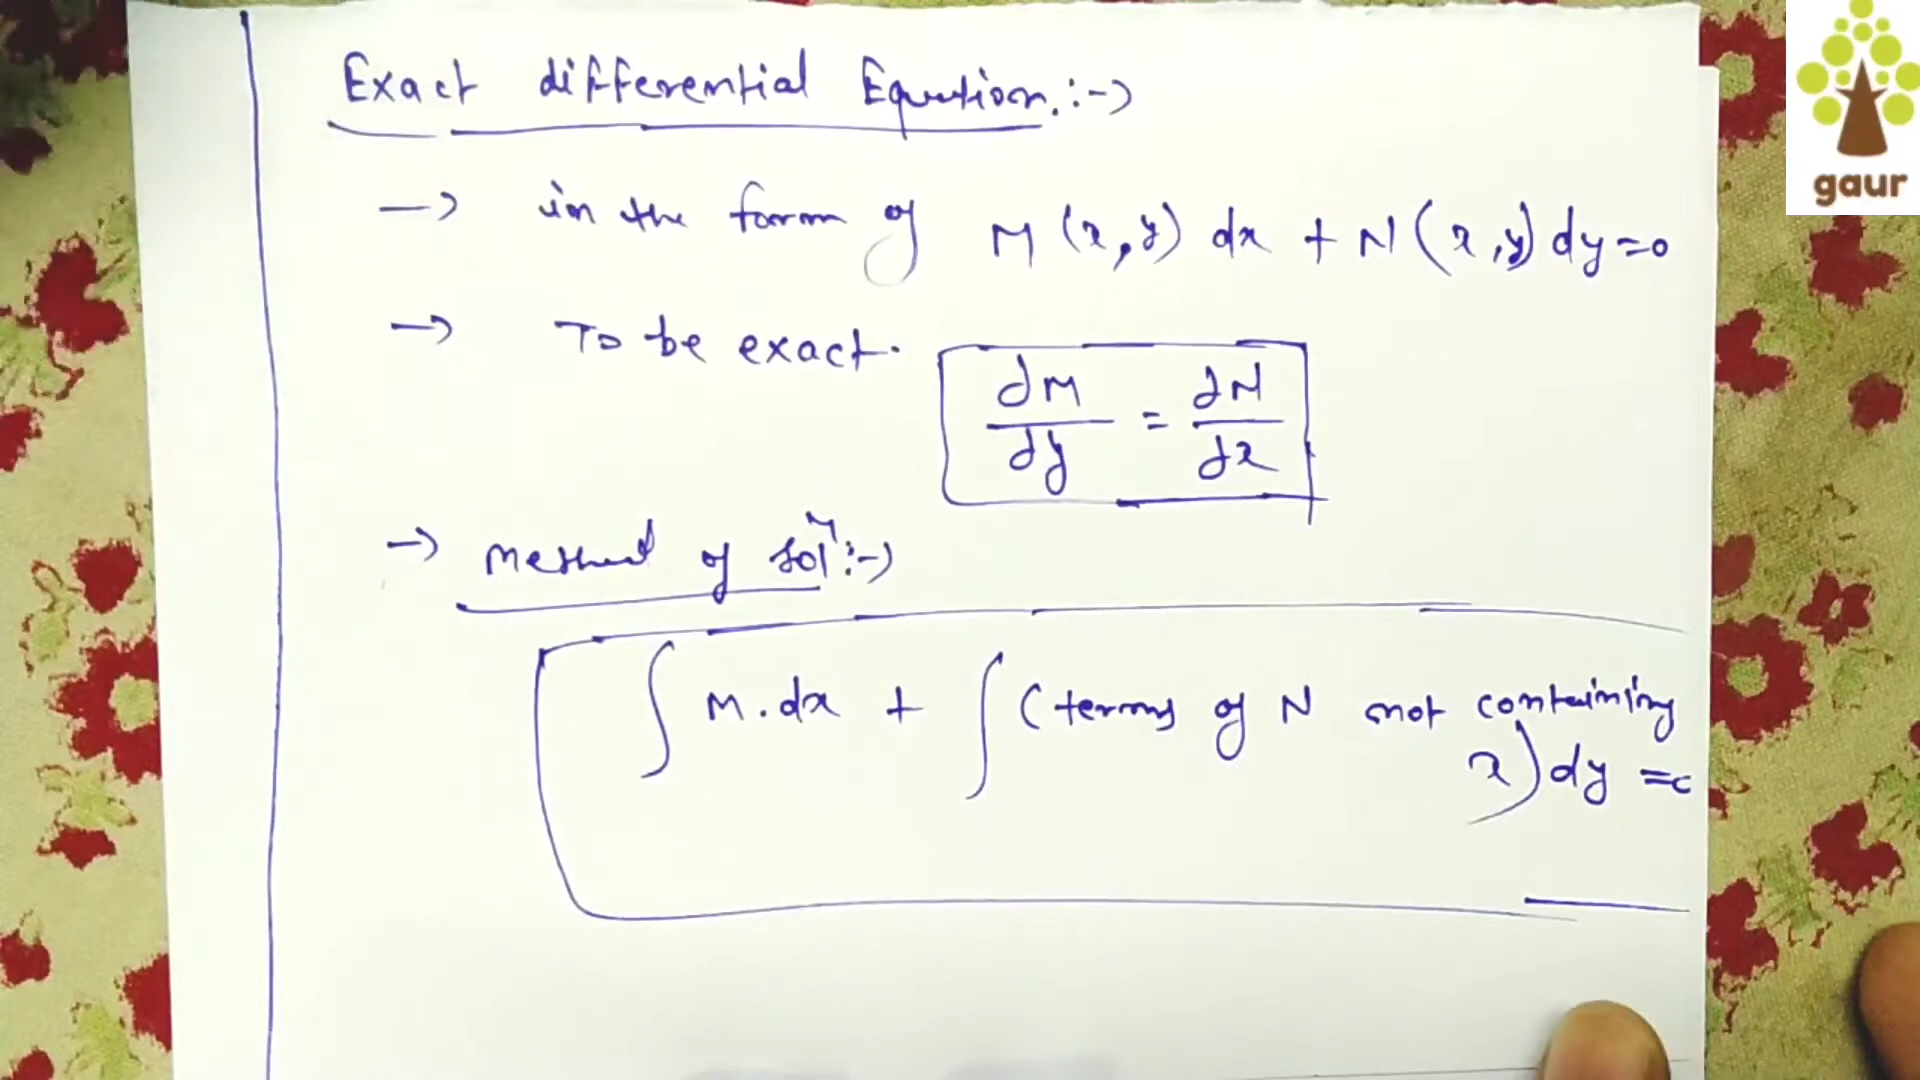 Exact differential Equation :->
gaur
-> in the form of M (x,y) dx + N (x,y) dy=0
-> To be exact.
∂M/∂y = ∂N/∂x
-> Method of solⁿ :->
∫ M.dx + ∫ (terms of N not containing
x) dy =c